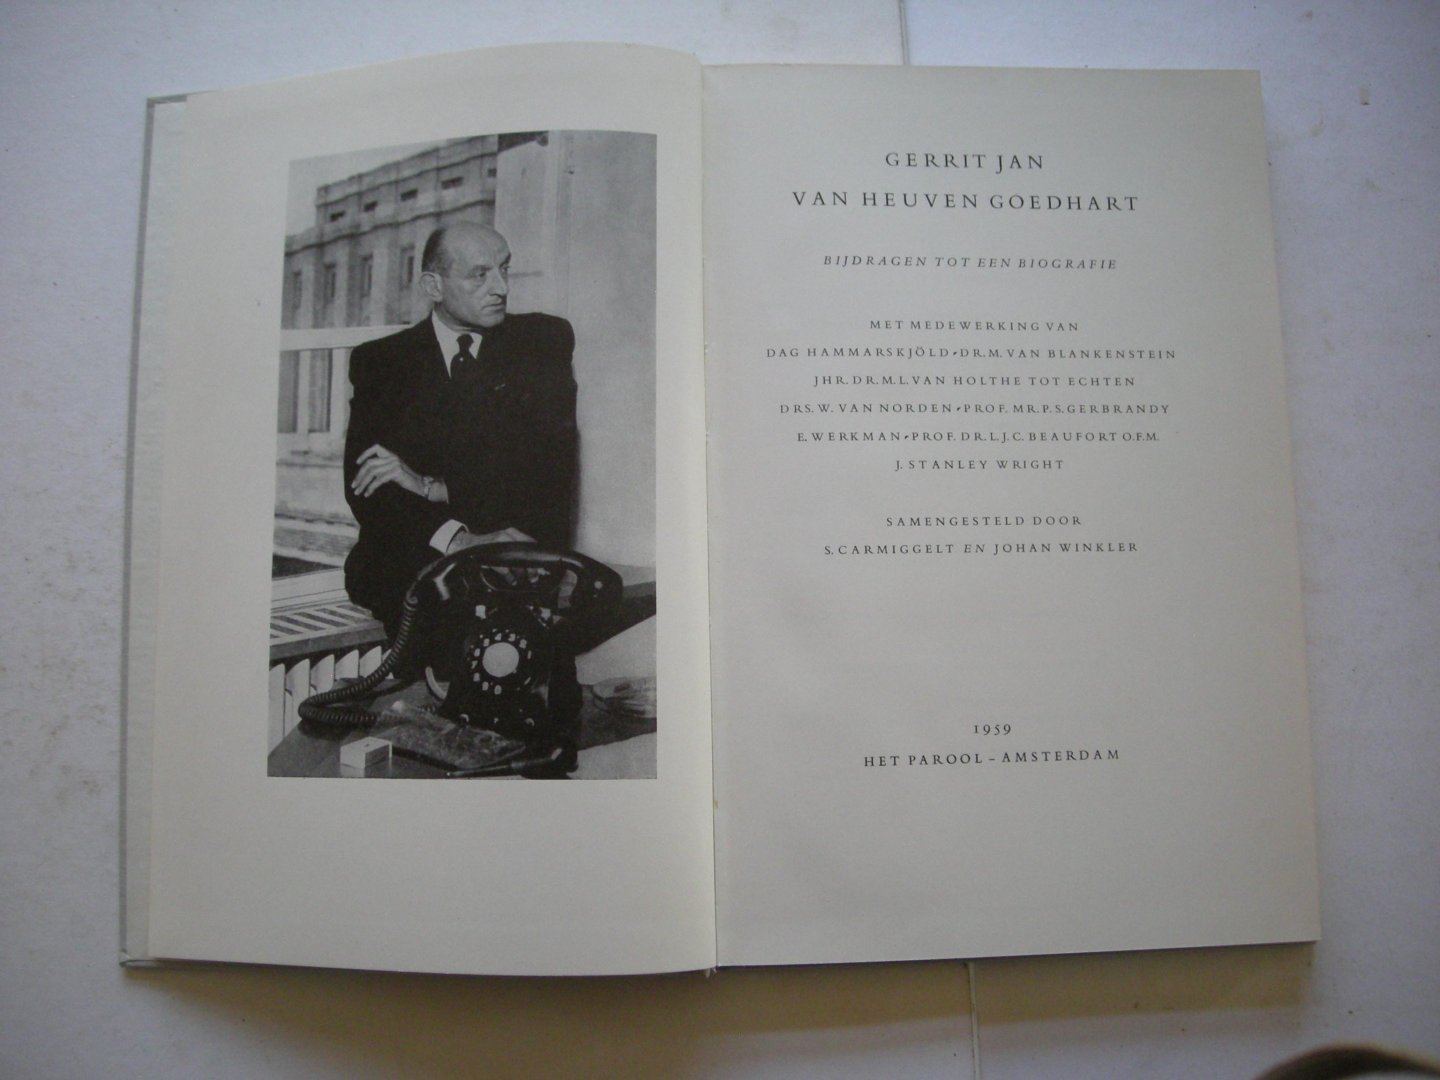 GERRIT JAN
VAN HEUVEN GOEDHART
BIJDRAGEN TOT EEN BIOGRAFIE
MET MEDEWERKING VAN
DAG HAMMARSKJÖLD - DR. M. VAN BLANKENSTEIN
JHR. DR. M. L. VAN HOLTHE TOT ECHTEN
DRS. W. VAN NORDEN - PROF. MR. P. S. GERBRANDY
E. WERKMAN - PROF. DR. L. J. C. BEAUFORT O.F.M.
J. STANLEY WRIGHT
SAMENGESTELD DOOR
S. CARMIGGELT EN JOHAN WINKLER
1959
HET PAROOL - AMSTERDAM